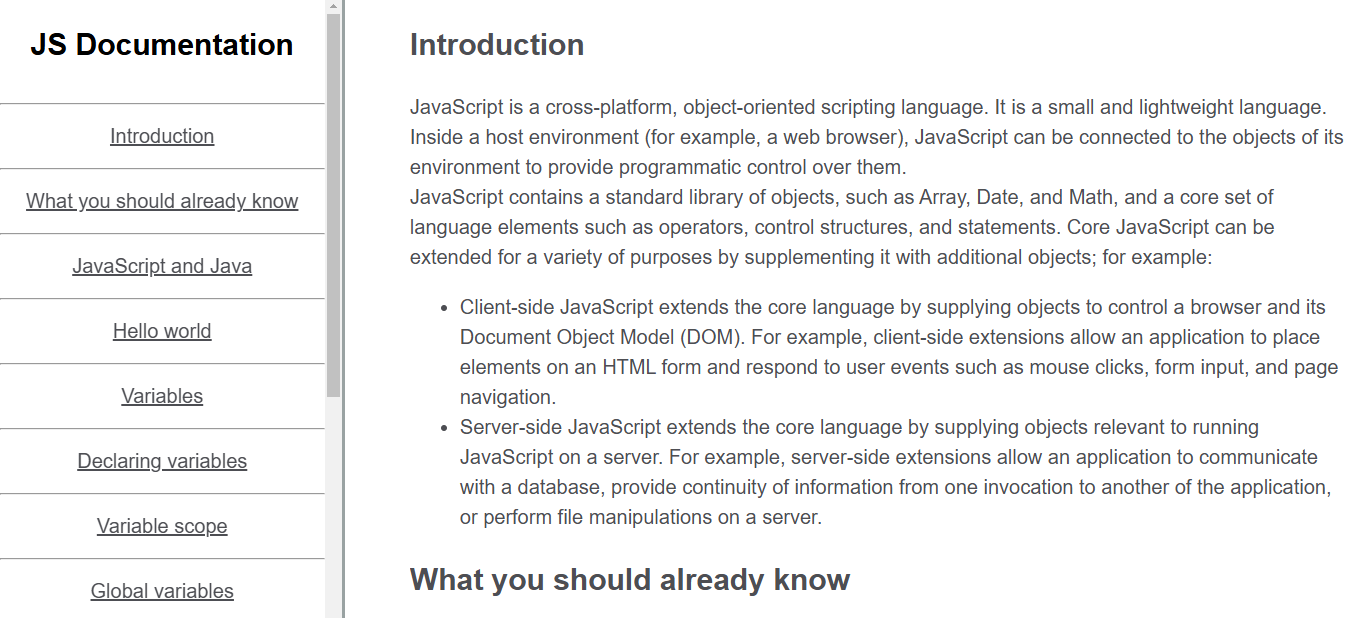 JS Documentation
Introduction
What you should already know
JavaScript and Java
Hello world
Variables
Declaring variables
Variable scope
Global variables
Introduction
JavaScript is a cross-platform, object-oriented scripting language. It is a small and lightweight language.
Inside a host environment (for example, a web browser), JavaScript can be connected to the objects of its
environment to provide programmatic control over them.
JavaScript contains a standard library of objects, such as Array, Date, and Math, and a core set of
language elements such as operators, control structures, and statements. Core JavaScript can be
extended for a variety of purposes by supplementing it with additional objects; for example:
• Client-side JavaScript extends the core language by supplying objects to control a browser and its
Document Object Model (DOM). For example, client-side extensions allow an application to place
elements on an HTML form and respond to user events such as mouse clicks, form input, and page
navigation.
• Server-side JavaScript extends the core language by supplying objects relevant to running
JavaScript on a server. For example, server-side extensions allow an application to communicate
with a database, provide continuity of information from one invocation to another of the application,
or perform file manipulations on a server.
What you should already know